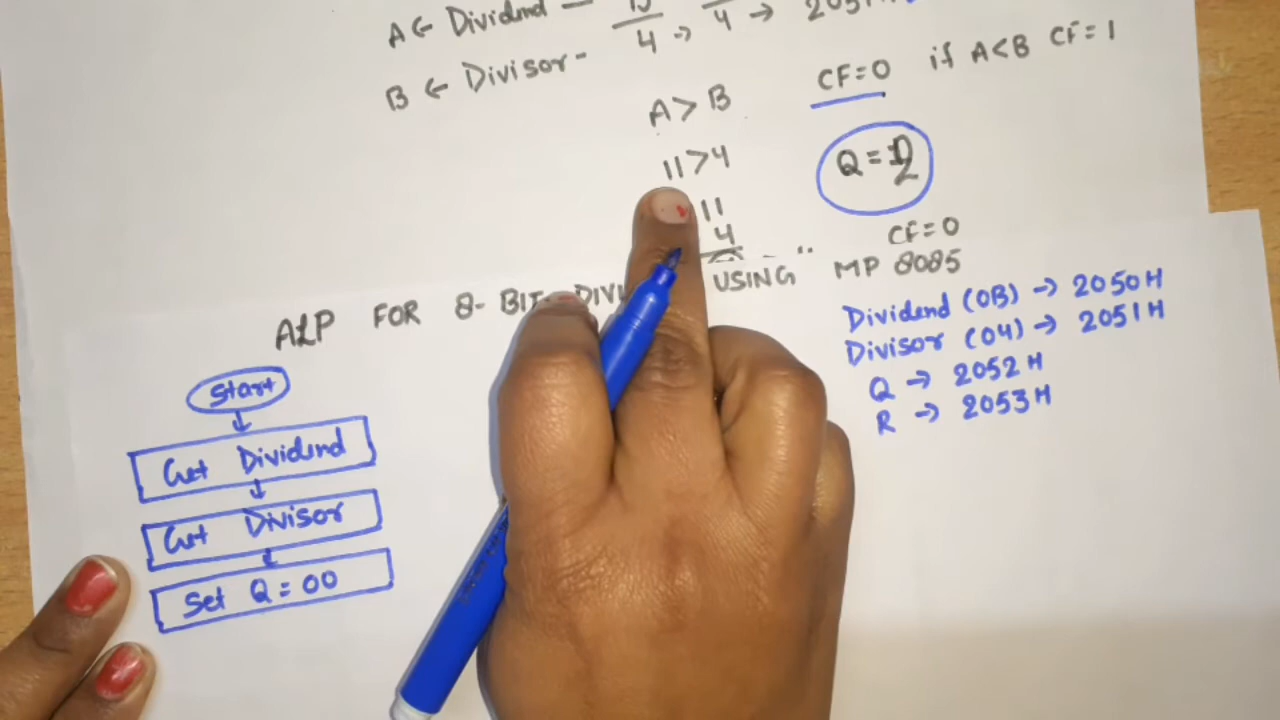 A ← Dividend –
4 → 4 →
B ← Divisor –
CF=0 if A<B CF=1
A > B
11 > 4
Q = 2
11
4
CF=0
ALP FOR 8-BIT USING MP 8085
Dividend (0B) → 2050H
Divisor (04) → 2051H
Q → 2052H
R → 2053H
Start
Get Dividend
Get Divisor
Set Q = 00